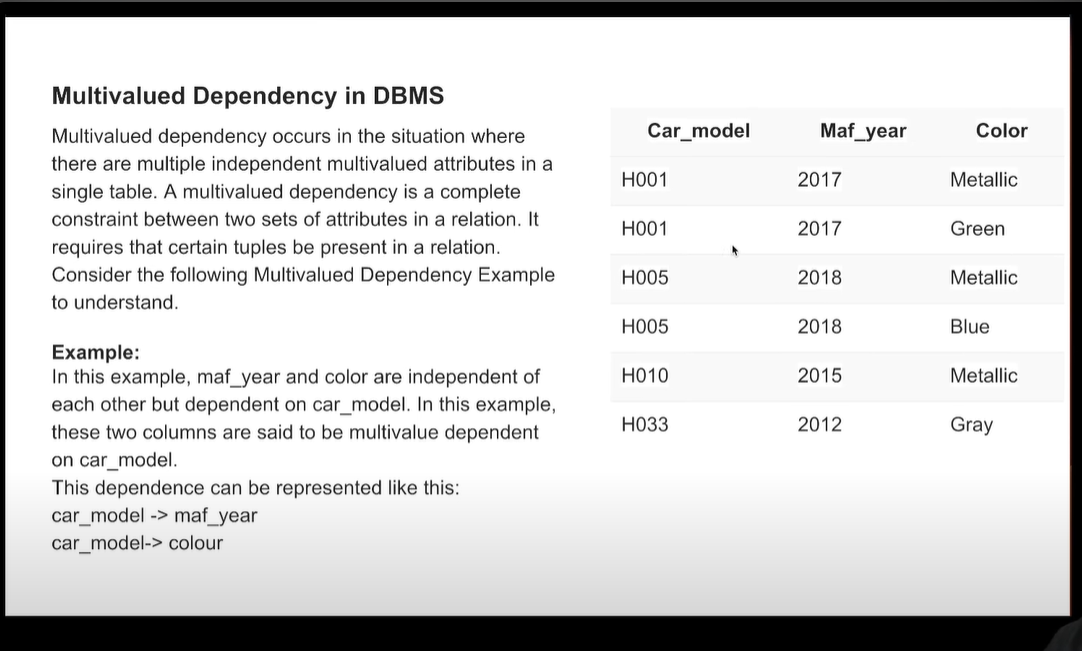 Multivalued Dependency in DBMS
Multivalued dependency occurs in the situation where
there are multiple independent multivalued attributes in a
single table. A multivalued dependency is a complete
constraint between two sets of attributes in a relation. It
requires that certain tuples be present in a relation.
Consider the following Multivalued Dependency Example
to understand.
Example:
In this example, maf_year and color are independent of
each other but dependent on car_model. In this example,
these two columns are said to be multivalue dependent
on car_model.
This dependence can be represented like this:
car_model -> maf_year
car_model-> colour
Car_model Maf_year Color
H001 2017 Metallic
H001 2017 Green
H005 2018 Metallic
H005 2018 Blue
H010 2015 Metallic
H033 2012 Gray